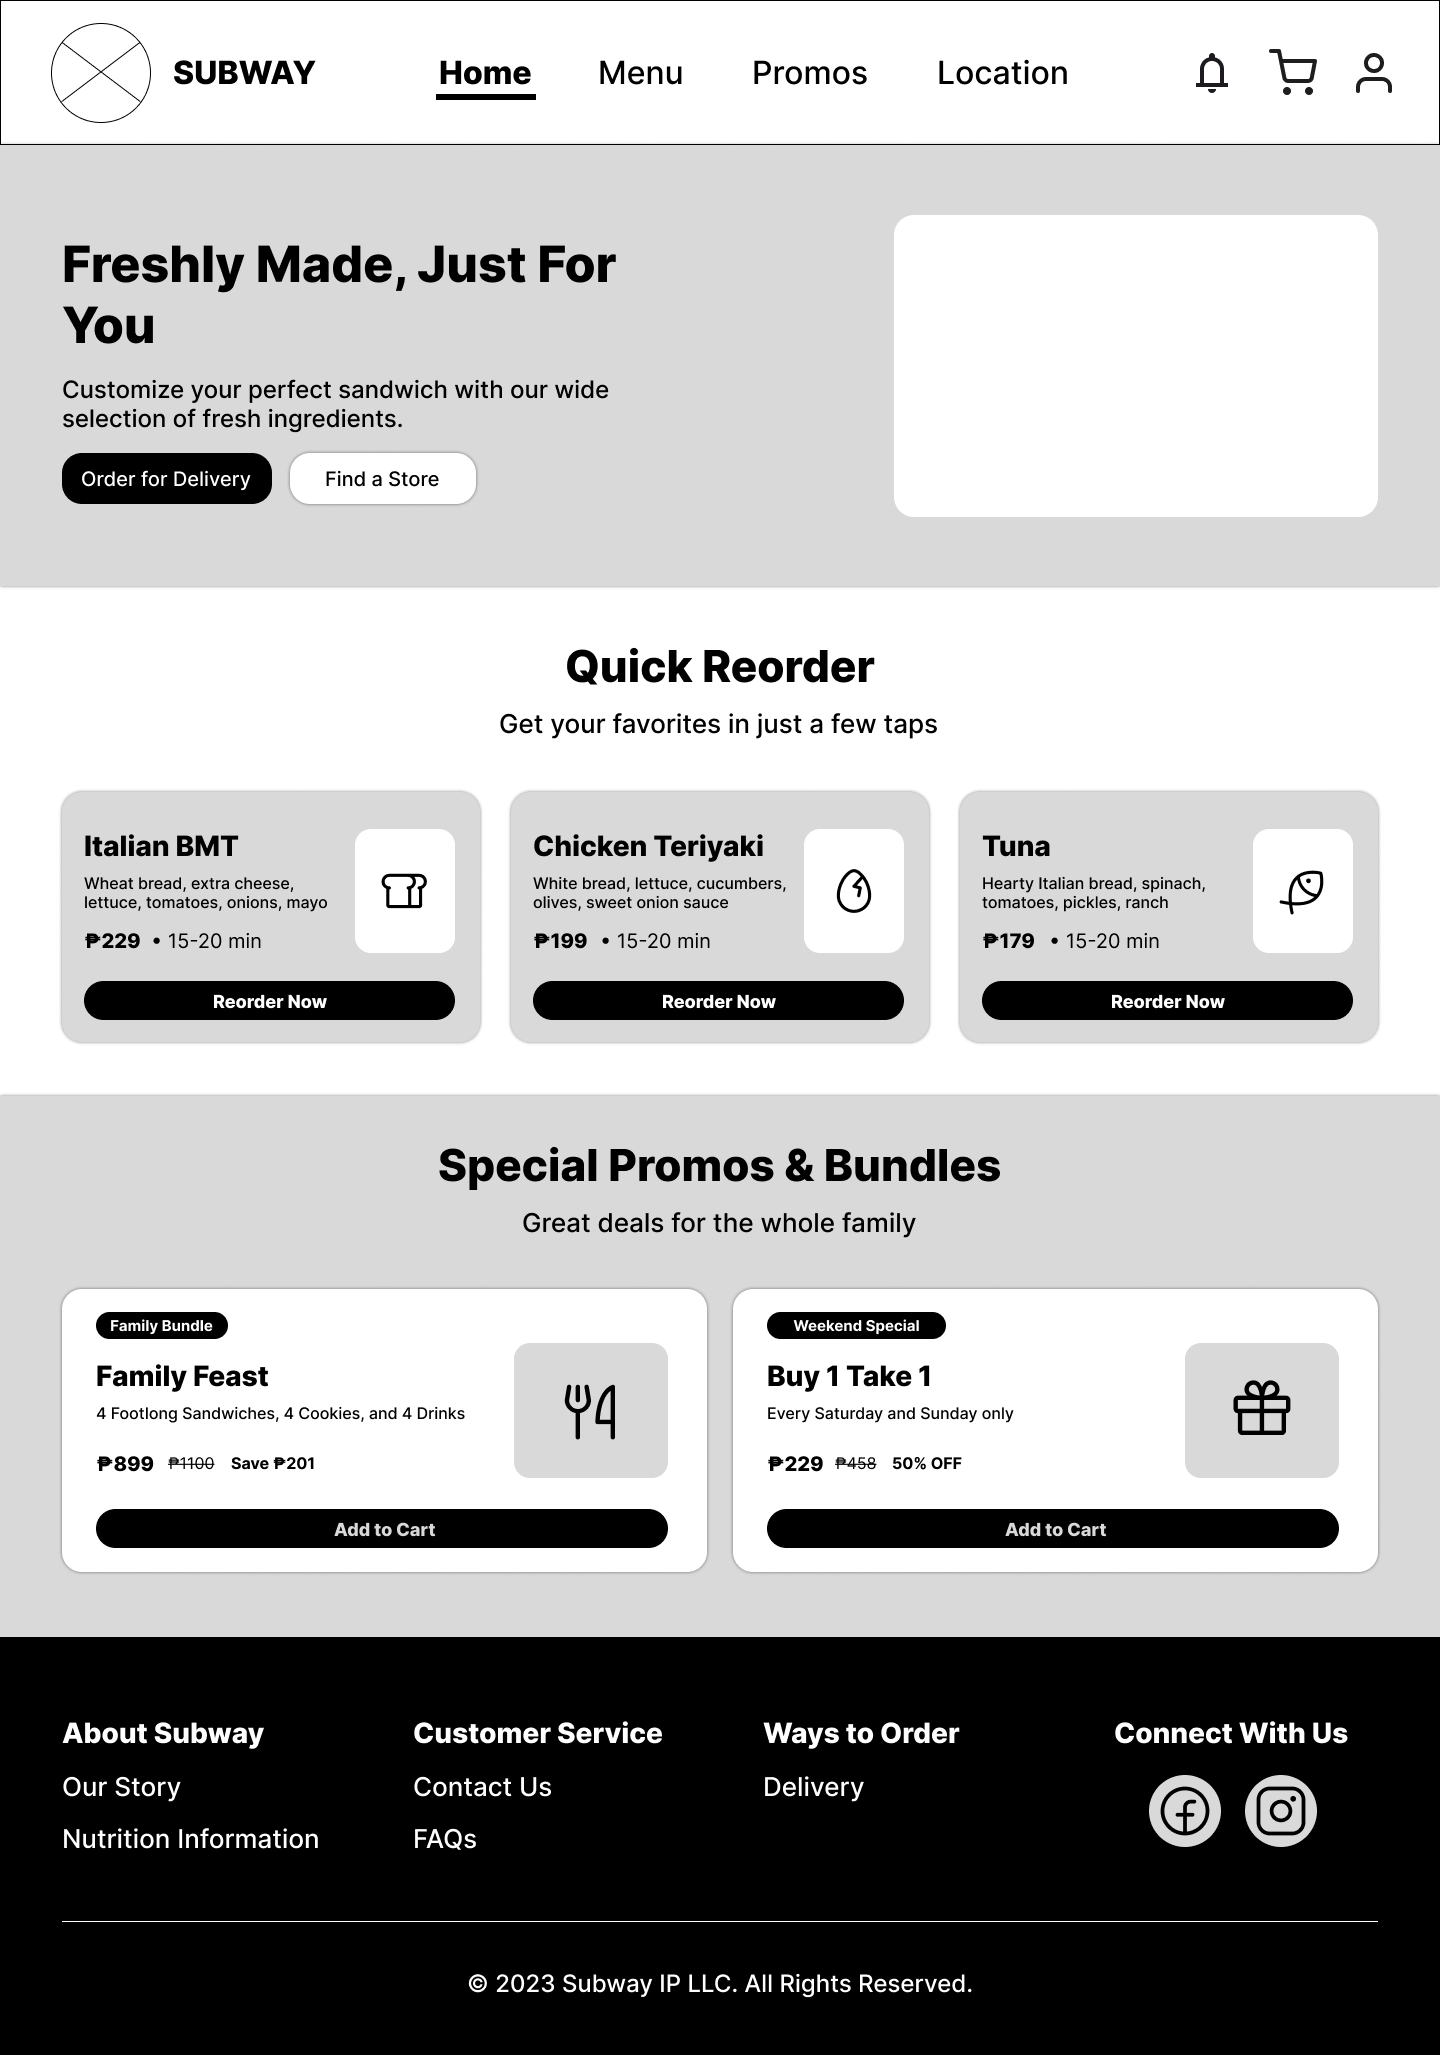 SUBWAY
Home
Menu
Promos
Location
Freshly Made, Just For
You
Customize your perfect sandwich with our wide
selection of fresh ingredients.
Order for Delivery
Find a Store
Quick Reorder
Get your favorites in just a few taps
Italian BMT
Wheat bread, extra cheese,
lettuce, tomatoes, onions, mayo
₱229 • 15-20 min
Reorder Now
Chicken Teriyaki
White bread, lettuce, cucumbers,
olives, sweet onion sauce
₱199 • 15-20 min
Reorder Now
Tuna
Hearty Italian bread, spinach,
tomatoes, pickles, ranch
₱179 • 15-20 min
Reorder Now
Special Promos & Bundles
Great deals for the whole family
Family Bundle
Family Feast
4 Footlong Sandwiches, 4 Cookies, and 4 Drinks
₱899 ₱1100 Save ₱201
Add to Cart
Weekend Special
Buy 1 Take 1
Every Saturday and Sunday only
₱229 ₱458 50% OFF
Add to Cart
About Subway
Our Story
Nutrition Information
Customer Service
Contact Us
FAQs
Ways to Order
Delivery
Connect With Us
© 2023 Subway IP LLC. All Rights Reserved.